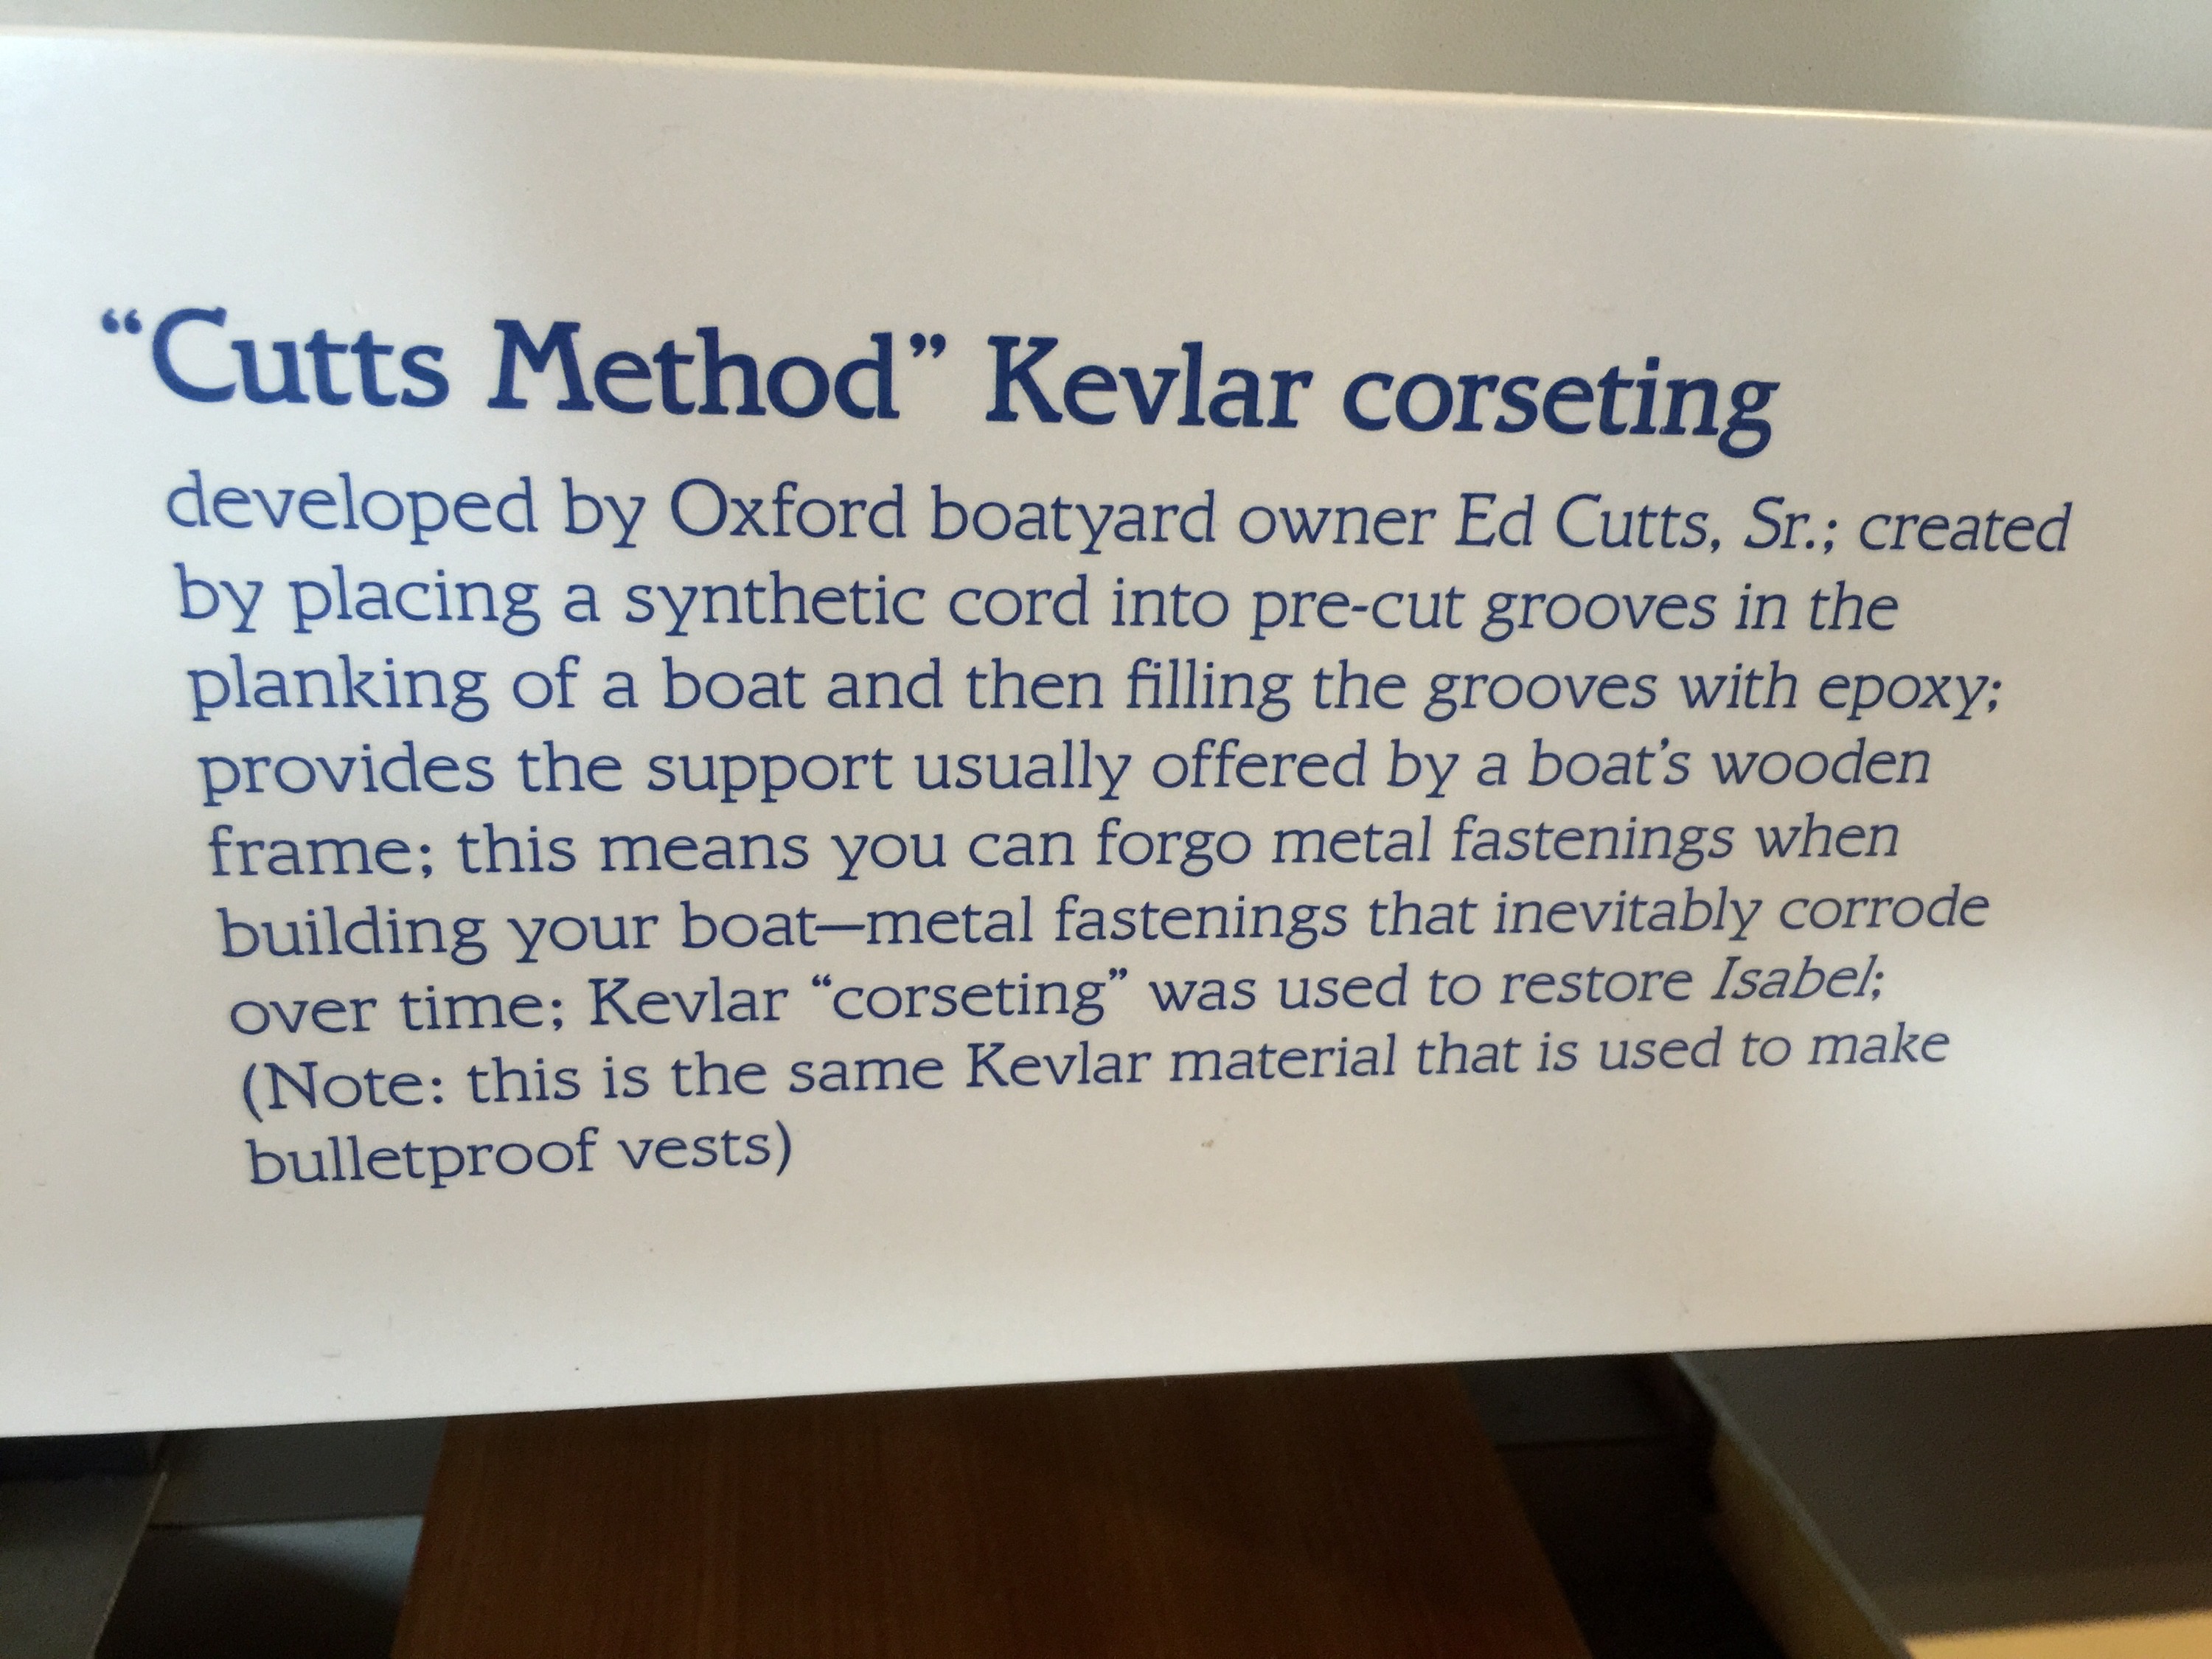 “Cutts Method” Kevlar corseting
developed by Oxford boatyard owner Ed Cutts, Sr.; created
by placing a synthetic cord into pre-cut grooves in the
planking of a boat and then filling the grooves with epoxy;
provides the support usually offered by a boat’s wooden
frame; this means you can forgo metal fastenings when
building your boat—metal fastenings that inevitably corrode
over time; Kevlar “corseting” was used to restore Isabel;
(Note: this is the same Kevlar material that is used to make
bulletproof vests)